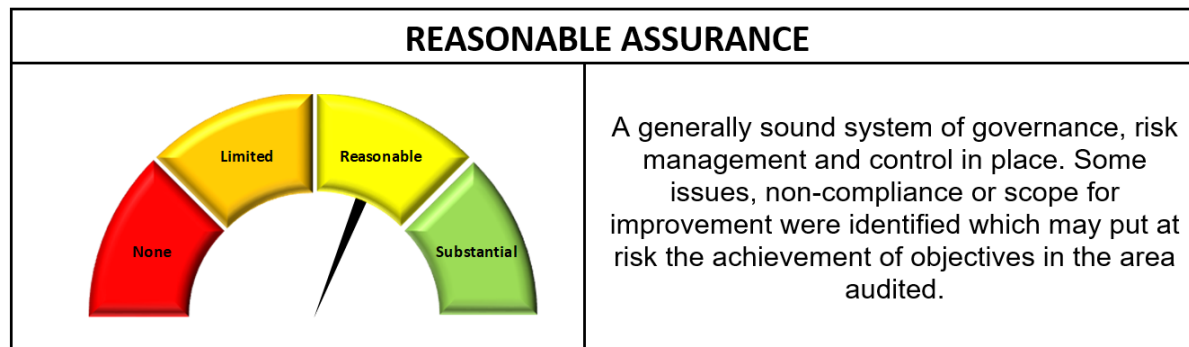 REASONABLE ASSURANCE
Limited
Reasonable
None
Substantial
A generally sound system of governance, risk
management and control in place. Some
issues, non-compliance or scope for
improvement were identified which may put at
risk the achievement of objectives in the area
audited.